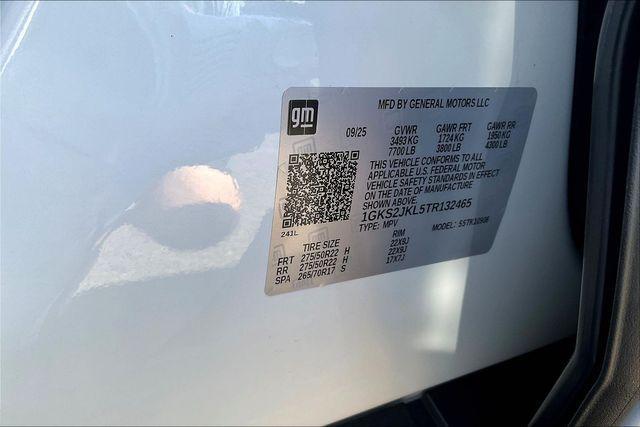 gm
MFD BY GENERAL MOTORS LLC
09/25 GVWR GAWR FRT GAWR RR
3493 KG 1724 KG 1950 KG
7700 LB 3800 LB 4300 LB
THIS VEHICLE CONFORMS TO ALL
APPLICABLE U.S. FEDERAL MOTOR
VEHICLE SAFETY STANDARDS IN EFFECT
ON THE DATE OF MANUFACTURE
SHOWN ABOVE.
1GKS2JKL5TR132465
TYPE: MPV MODEL:
241L
TIRE SIZE RIM
FRT 275/50R22 H 22X9J
RR 275/50R22 H 22X9J
SPA 265/70R17 S 17X7J